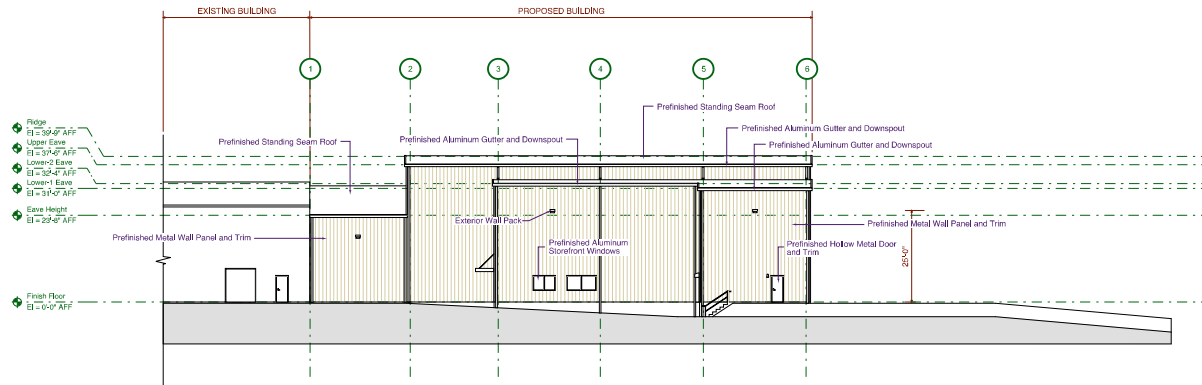 EXISTING BUILDING
PROPOSED BUILDING
1
2
3
4
5
6
Prefinished Standing Seam Roof
Ridge
El = 39'-9" AFF
Upper Eave
El = 37'-6" AFF
Lower-2 Eave
El = 32'-4" AFF
Lower-1 Eave
El = 31'-0" AFF
Eave Height
El = 23'-8" AFF
Finish Floor
El = 0'-0" AFF
Prefinished Aluminum Gutter and Downspout
Prefinished Standing Seam Roof
Prefinished Aluminum Gutter and Downspout
Prefinished Aluminum Gutter and Downspout
Exterior Wall Pack
Prefinished Metal Wall Panel and Trim
Prefinished Metal Wall Panel and Trim
Prefinished Aluminum
Storefront Windows
Prefinished Hollow Metal Door
and Trim
25'-0"